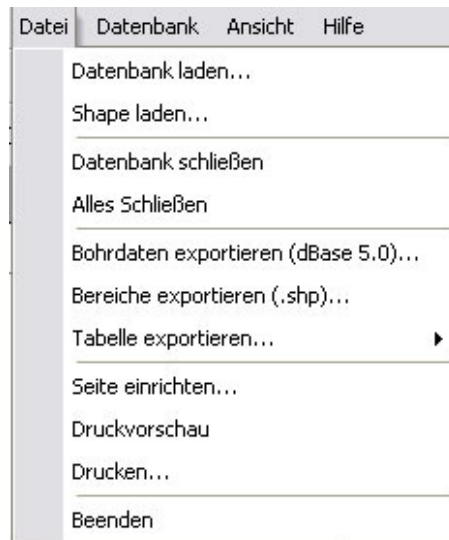 Datei Datenbank Ansicht Hilfe
Datenbank laden...
Shape laden...
Datenbank schließen
Alles Schließen
Bohrdaten exportieren (dBase 5.0)...
Bereiche exportieren (.shp)...
Tabelle exportieren...
Seite einrichten...
Druckvorschau
Drucken...
Beenden